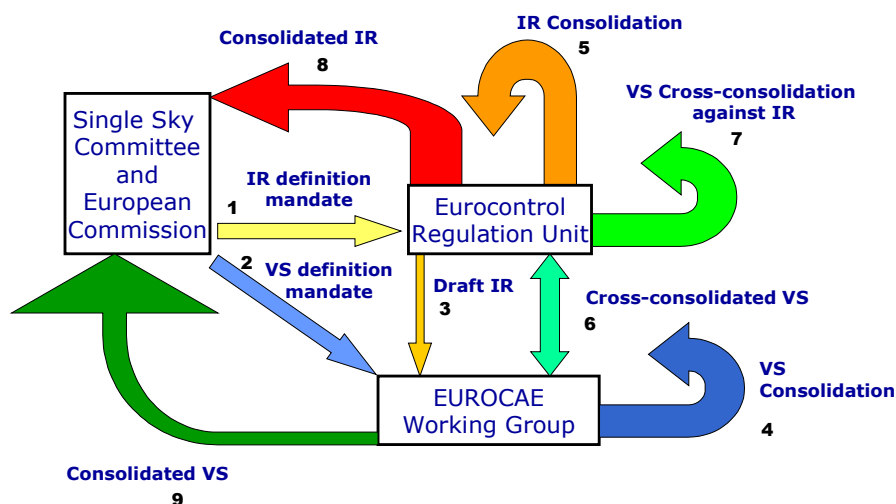 Consolidated IR
8
IR Consolidation
5
VS Cross-consolidation
against IR
7
Single Sky
Committee
and
European
Commission
IR definition
mandate
1
Eurocontrol
Regulation Unit
2
VS definition
mandate
Draft IR
3
Cross-consolidated VS
6
VS
Consolidation
4
EUROCAE
Working Group
Consolidated VS
9